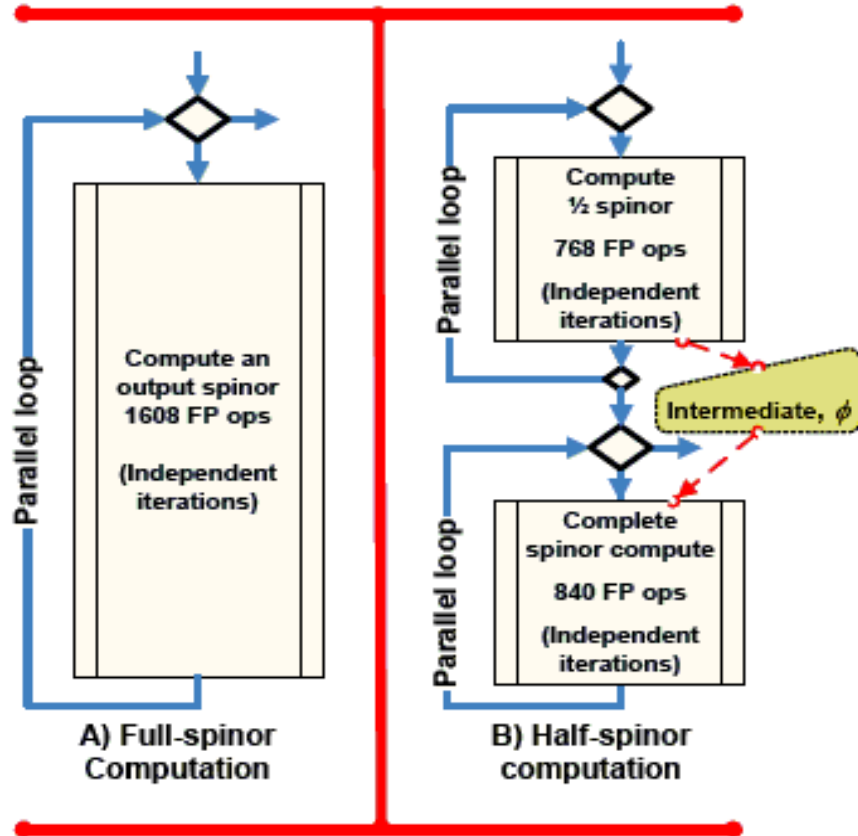 Parallel loop
Compute an
output spinor
1608 FP ops
(Independent
iterations)
A) Full-spinor
Computation
Parallel loop
Compute
½ spinor
768 FP ops
(Independent
iterations)
Intermediate, ϕ
Parallel loop
Complete
spinor compute
840 FP ops
(Independent
iterations)
B) Half-spinor
computation